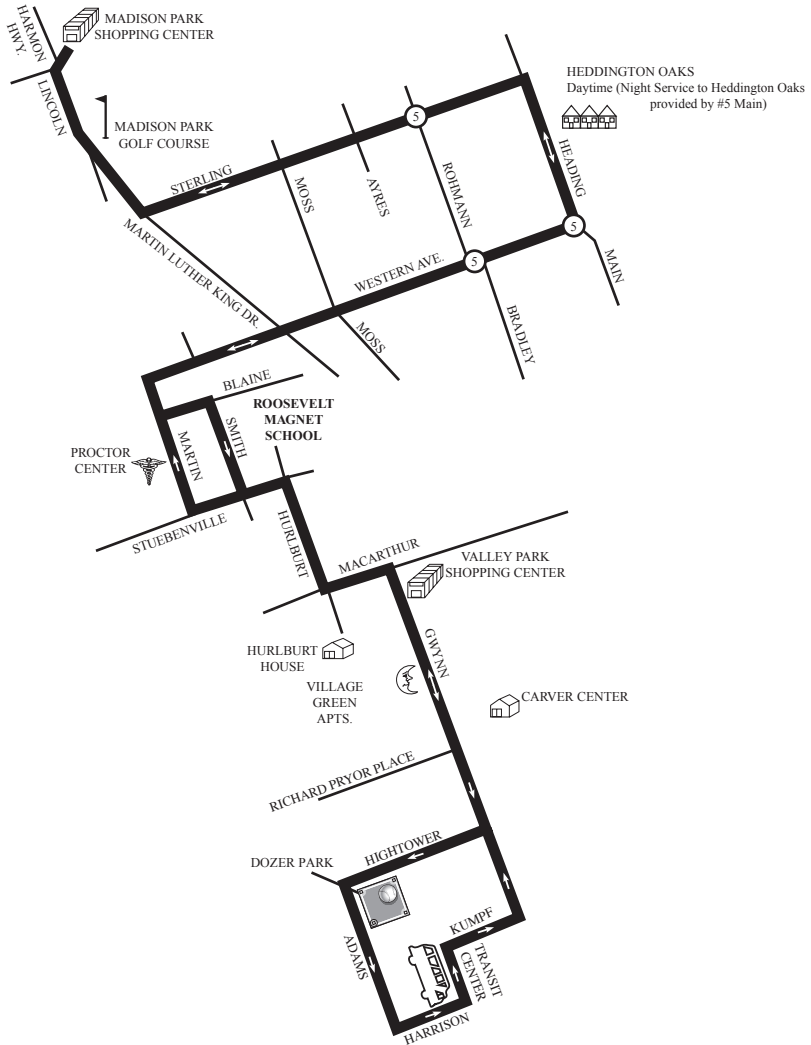 HARMON
HWY.
MADISON PARK
SHOPPING CENTER
LINCOLN
MADISON PARK
GOLF COURSE
HEDDINGTON OAKS
Daytime (Night Service to Heddington Oaks
provided by #5 Main)
5
STERLING
MOSS
AYRES
ROHMANN
HEADING
5
MAIN
MARTIN LUTHER KING DR.
WESTERN AVE.
5
MOSS
BRADLEY
BLAINE
ROOSEVELT
MAGNET
SCHOOL
SMITH
MARTIN
PROCTOR
CENTER
STUEBENVILLE
HURLBURT
MACARTHUR
VALLEY PARK
SHOPPING CENTER
GWYNN
HURLBURT
HOUSE
VILLAGE
GREEN
APTS.
CARVER CENTER
RICHARD PRYOR PLACE
HIGHTOWER
DOZER PARK
KUMPF
ADAMS
TRANSIT
CENTER
HARRISON